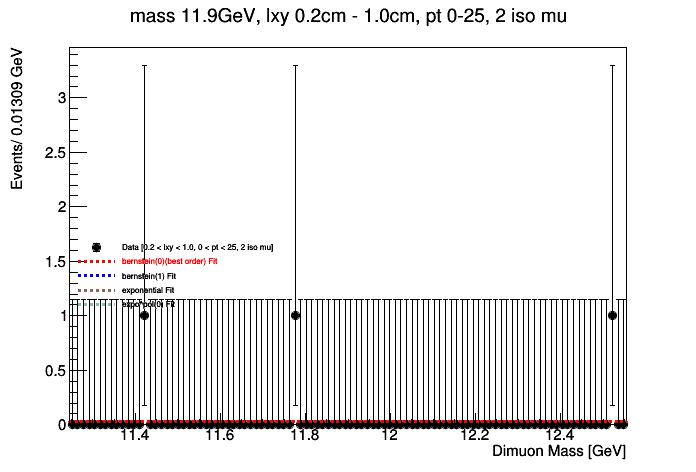 mass 11.9GeV, lxy 0.2cm - 1.0cm, pt 0-25, 2 iso mu
Events/ 0.01309 GeV
3
2.5
2
Data [0.2 < lxy < 1.0, 0 < pt < 25, 2 iso mu]
1.5
bernstein(0)(best order) Fit
bernstein(1) Fit
exponential Fit
expo*pol(0) Fit
1
0.5
0
11.4 11.6 11.8 12 12.2 12.4
Dimuon Mass [GeV]